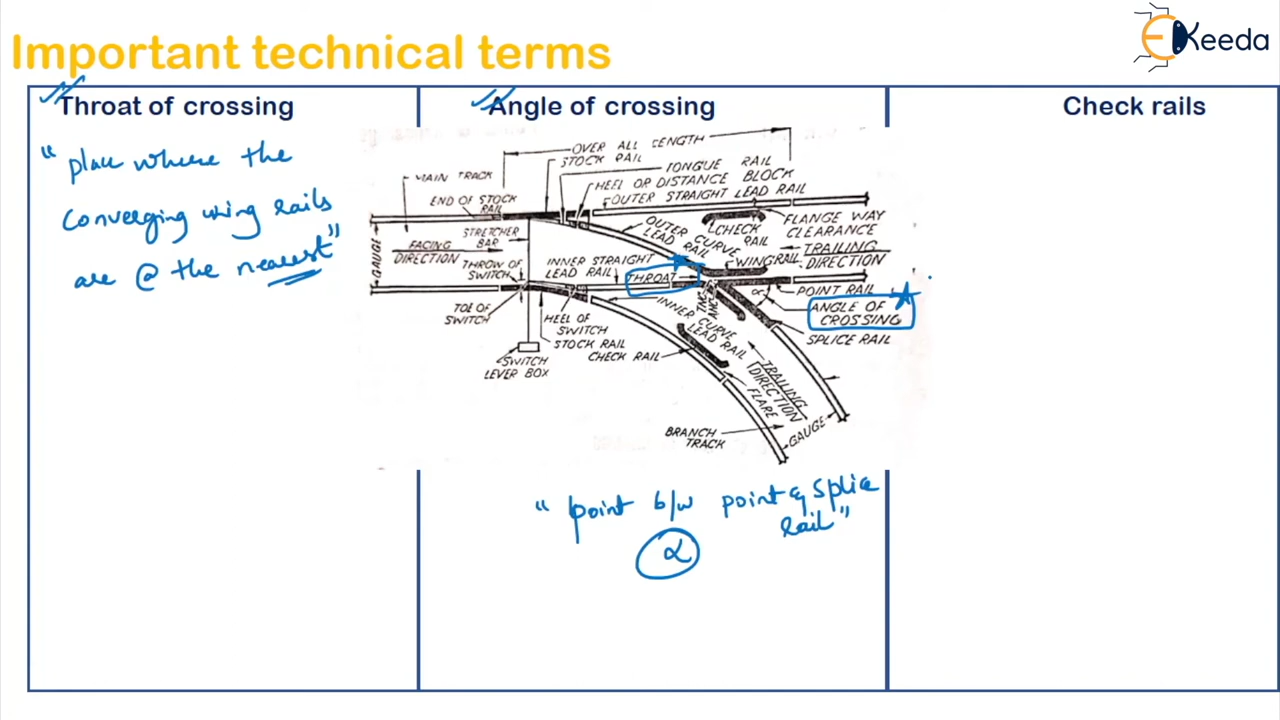 Important technical terms
Keeda
Throat of crossing
Angle of crossing
Check rails
"place where the
converging wing rails
are @ the nearest"
OVER ALL LENGTH
STOCK RAIL
TONGUE RAIL
HEEL OR DISTANCE BLOCK
OUTER STRAIGHT LEAD RAIL
MAIN TRACK
END OF STOCK
RAIL
STRETCHER
BAR
GAUGE
FACING
DIRECTION
THROW OF
SWITCH
TOE OF
SWITCH
INNER STRAIGHT
LEAD RAIL
OUTER CURVE
LEAD RAIL
CHECK
RAIL
FLANGE WAY
CLEARANCE
TRAILING
DIRECTION
WING RAIL
THROAT
POINT RAIL
α
ANGLE OF
CROSSING
SPLICE RAIL
INNER CURVE
LEAD RAIL
HEEL OF
SWITCH
STOCK RAIL
CHECK RAIL
SWITCH
LEVER BOX
TRAILING
DIRECTION
FLARE
BRANCH
TRACK
GAUGE
"point b/w point & splice
rail"
α